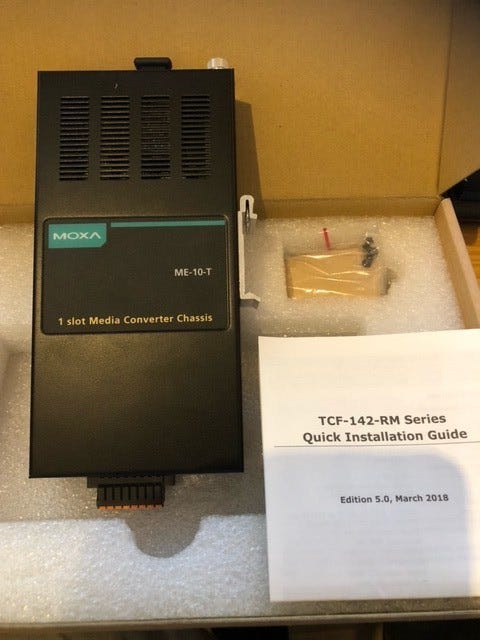 MOXA
ME-10-T
1 slot Media Converter Chassis
TCF-142-RM Series
Quick Installation Guide
Edition 5.0, March 2018